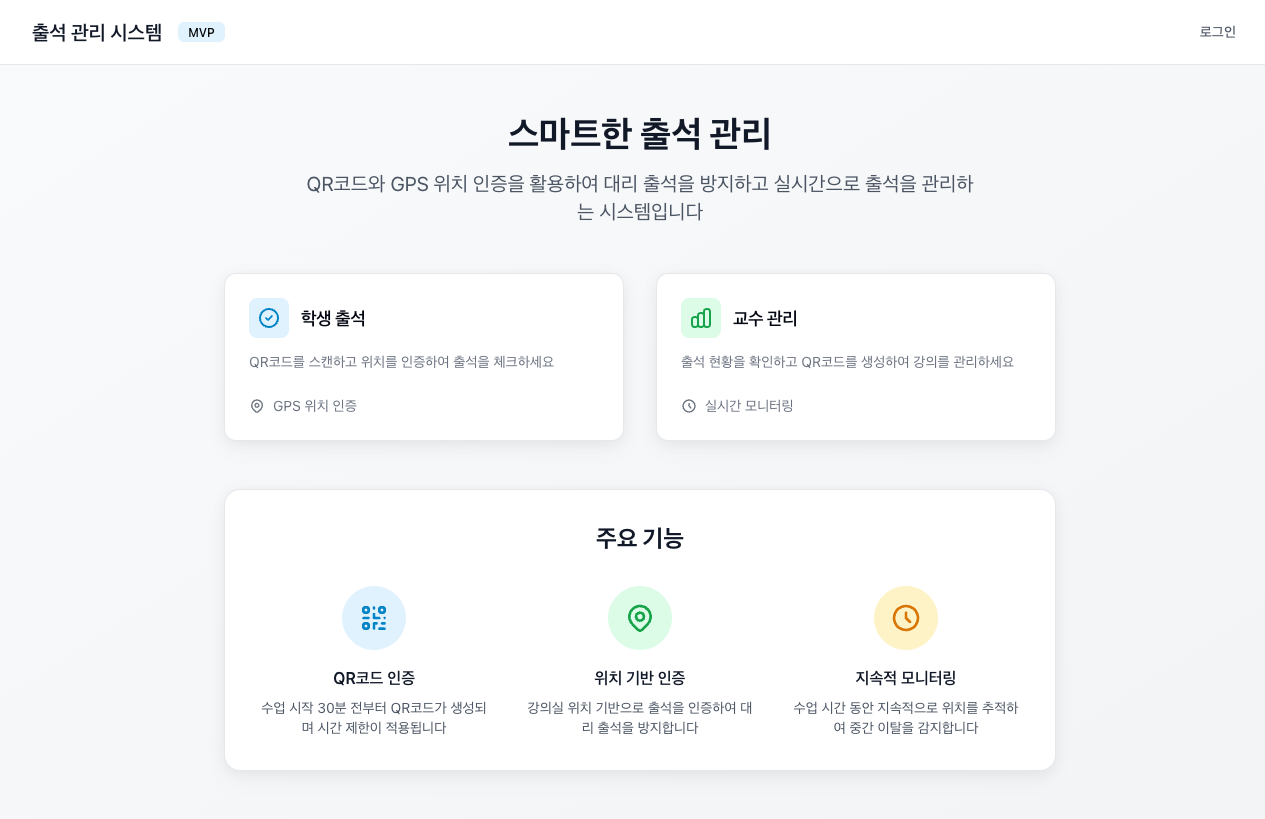 출석 관리 시스템
MVP
로그인
스마트한 출석 관리
QR코드와 GPS 위치 인증을 활용하여 대리 출석을 방지하고 실시간으로 출석을 관리하
는 시스템입니다
학생 출석
QR코드를 스캔하고 위치를 인증하여 출석을 체크하세요
GPS 위치 인증
교수 관리
출석 현황을 확인하고 QR코드를 생성하여 강의를 관리하세요
실시간 모니터링
주요 기능
QR코드 인증
수업 시작 30분 전부터 QR코드가 생성되
며 시간 제한이 적용됩니다
위치 기반 인증
강의실 위치 기반으로 출석을 인증하여 대
리 출석을 방지합니다
지속적 모니터링
수업 시간 동안 지속적으로 위치를 추적하
여 중간 이탈을 감지합니다